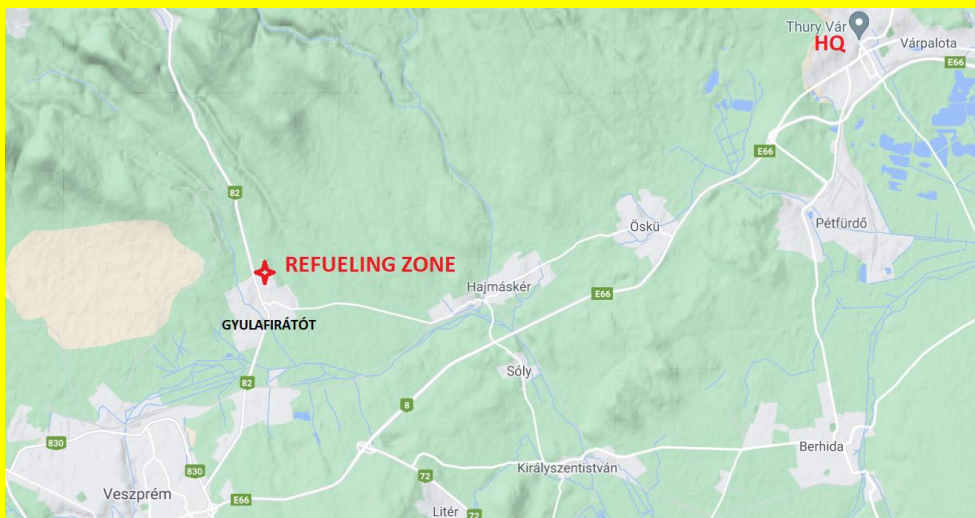 Thury Vár
HQ
Várpalota
E66
E66
82
Öskü
Pétfürdő
REFUELING ZONE
Hajmáskér
E66
GYULAFIRÁTÓT
Sóly
82
8
830
Berhida
830
72
Királyszentistván
Veszprém
E66
Litér
72